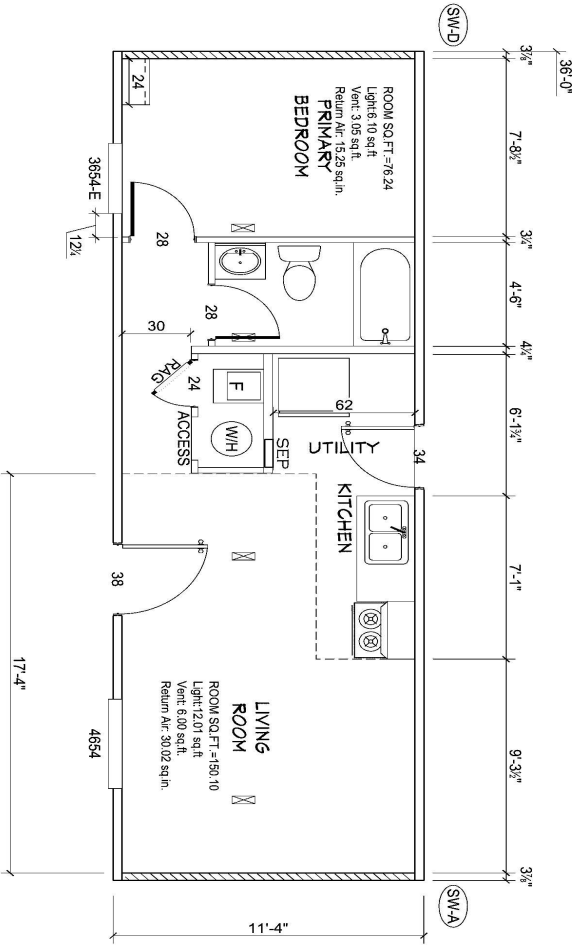 SW-D
36'-0"
3⅞"
7'-8½"
3¼"
4'-6"
4¼"
6'-1¾"
7'-1"
9'-3½"
3⅞"
SW-A
ROOM SQ.FT.=76.24
Light:6.10 sq.ft
Vent: 3.05 sq.ft.
Return Air: 15.25 sq.in.
PRIMARY
BEDROOM
24
3654-E
12¼
28
28
30
RAG
24
ACCESS
F
W/H
SEP
62
UTILITY
34
KITCHEN
38
LIVING
ROOM
ROOM SQ.FT.=150.10
Light:12.01 sq.ft
Vent: 6.00 sq.ft.
Return Air: 30.02 sq.in.
4654
17'-4"
11'-4"